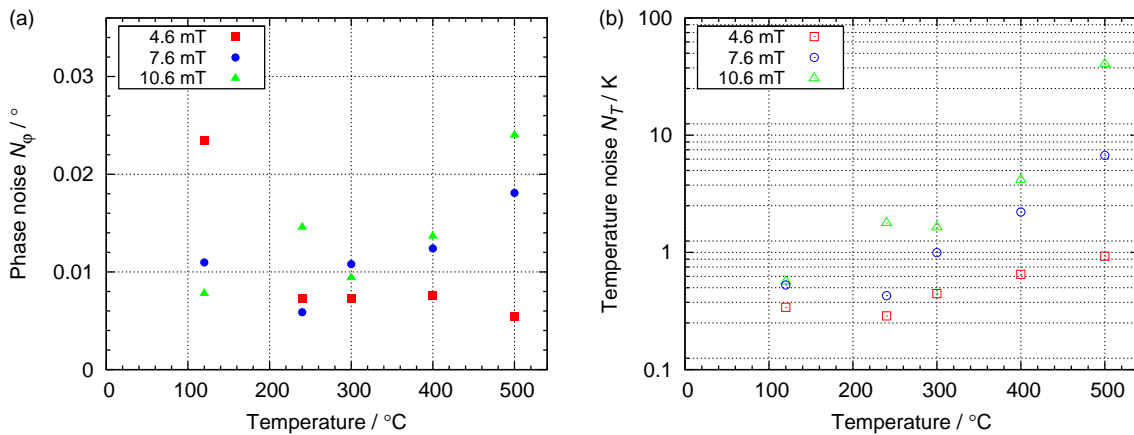 (a)
4.6 mT
7.6 mT
10.6 mT
Phase noise Nφ / °
0.03
0.02
0.01
0
0 100 200 300 400 500
Temperature / °C
(b)
4.6 mT
7.6 mT
10.6 mT
Temperature noise NT / K
100
10
1
0.1
0 100 200 300 400 500
Temperature / °C